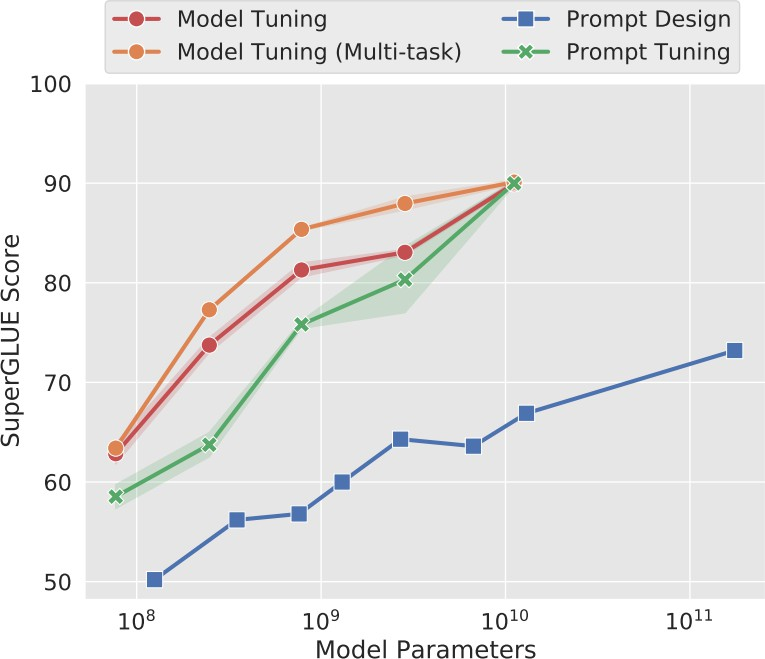 Model Tuning
Model Tuning (Multi-task)
Prompt Design
Prompt Tuning
SuperGLUE Score
100
90
80
70
60
50
10⁸
10⁹
10¹⁰
10¹¹
Model Parameters